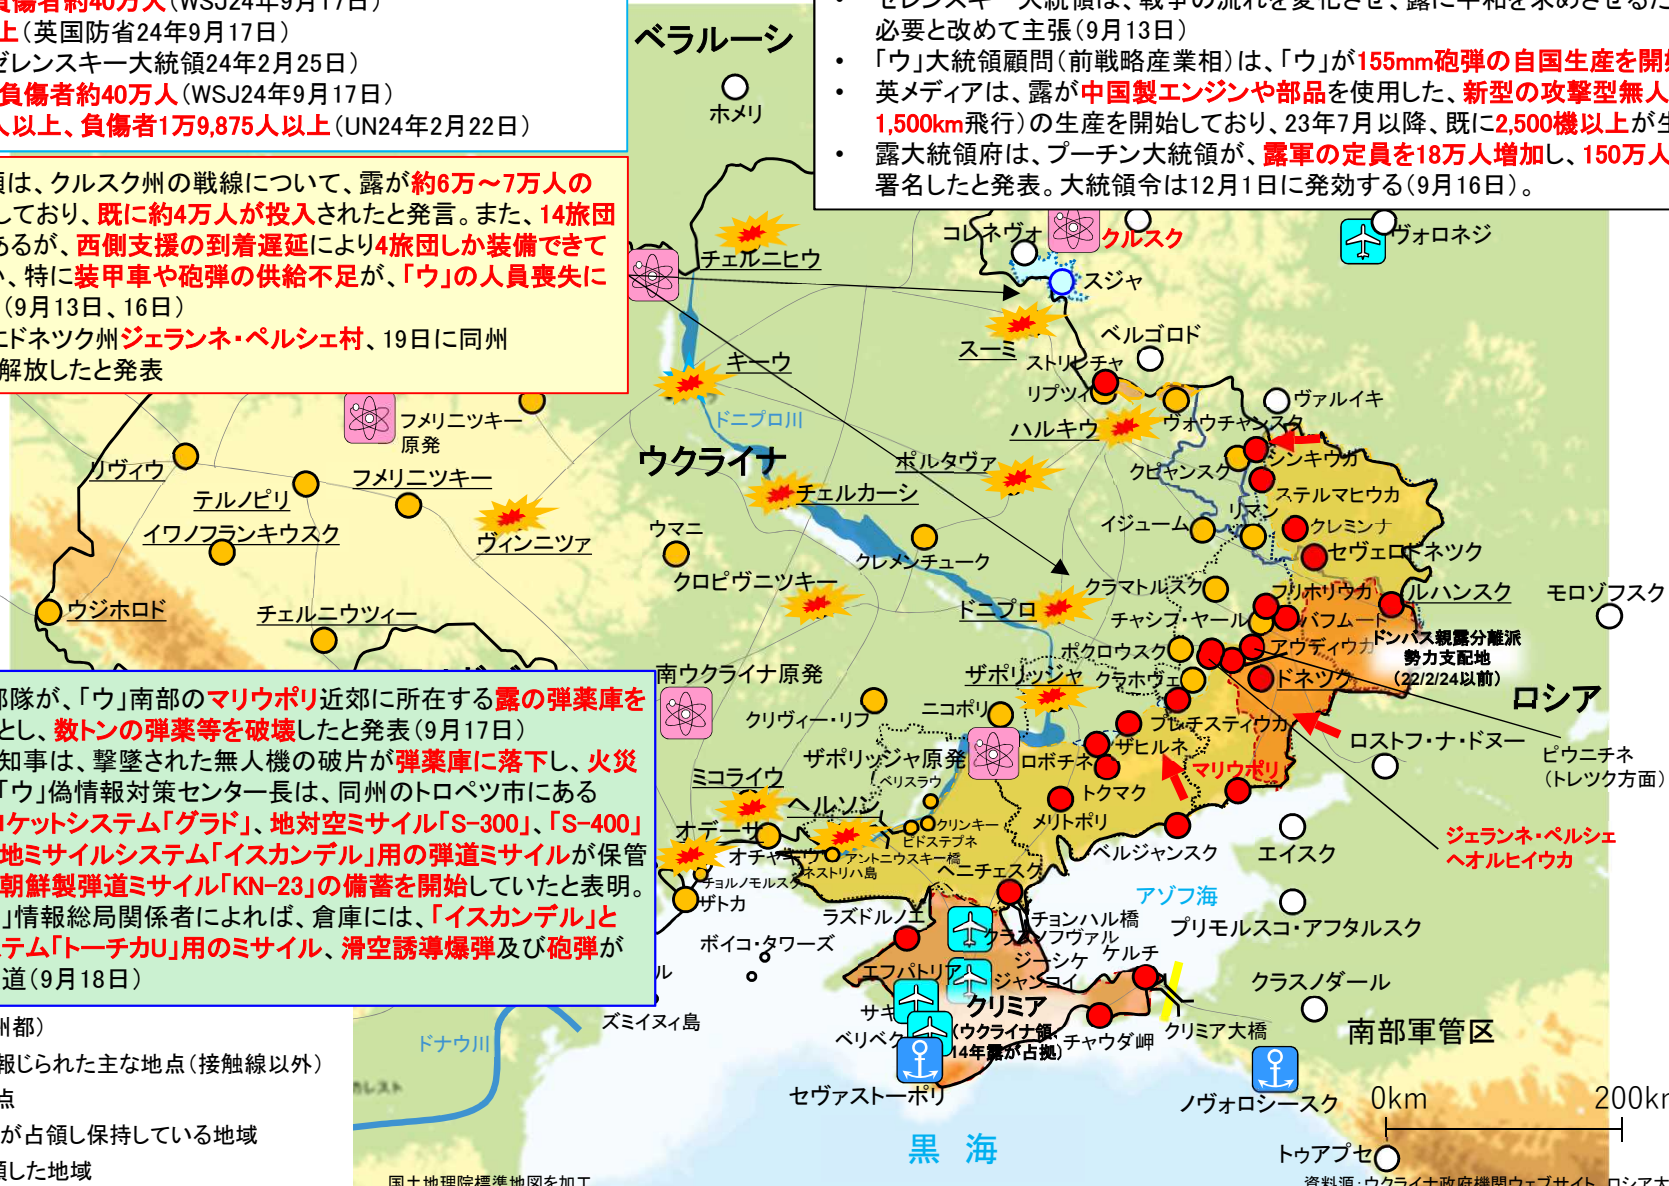 負傷者約40万人(WSJ24年9月17日)
上(英国防省24年9月17日)
ゼレンスキー大統領24年2月25日)
負傷者約40万人(WSJ24年9月17日)
人以上、負傷者1万9,875人以上(UN24年2月22日)
領は、クルスク州の戦線について、露が約6万～7万人の
しており、既に約4万人が投入されたと発言。また、14旅団
あるが、西側支援の到着遅延により4旅団しか装備できて
い、特に装甲車や砲弾の供給不足が、「ウ」の人員喪失に
(9月13日、16日)
にドネツク州ジェランネ・ペルシェ村、19日に同州
解放したと発表
必要と改めて主張(9月13日)
・「ウ」大統領顧問(前戦略産業相)は、「ウ」が155mm砲弾の自国生産を開
・英メディアは、露が中国製エンジンや部品を使用した、新型の攻撃型無人
1,500km飛行)の生産を開始しており、23年7月以降、既に2,500機以上が生
・露大統領府は、プーチン大統領が、露軍の定員を18万人増加し、150万人
署名したと発表。大統領令は12月1日に発効する(9月16日)。
ベラルーシ
ホメリ
チェルニヒウ
コレネヴォ
クルスク
ヴォロネジ
スジャ
スーミ
ベルゴロド
ストリレチャ
リプツィ
キーウ
ドニプロ川
ハルキウ
ヴォウチャンスク
ヴァルイキ
フメリニツキー
原発
ウクライナ
ポルタヴァ
クピャンスク
シンキウカ
リヴィウ
テルノピリ
フメリニツキー
チェルカーシ
ステルマヒウカ
イワノフランキウスク
ヴィンニツァ
ウマニ
クレメンチューク
イジューム
リマン
クレミンナ
セヴェロドネツク
クロピヴニツキー
クラマトルスク
フリホリウカ
ルハンスク
モロゾフスク
ウジホロド
チェルニウツィー
ドニプロ
チャシフ・ヤール
バフムート
ポクロウスク
アウディウカ
ドンバス親露分離派
勢力支配地
(22/2/24以前)
南ウクライナ原発
ザポリッジャ
クラホヴェ
ドネツク
ロシア
クリヴィー・リフ
ニコポリ
プレチスティウカ
ロストフ・ナ・ドヌー
ピウニチネ
(トレツク方面)
ザポリッジャ原発
ロボチネ
ザヒルネ
マリウポリ
ミコライウ
ベリスラウ
トクマク
ヘルソン
クリンキー
メリトポリ
オデーサ
ピドステプネ
ベルジャンスク
エイスク
ジェランネ・ペルシェ
ヘオルヒイウカ
オチャキウ
アントニウスキー橋
ネストリハ島
ヘニチェスク
チョルノモルスク
ザトカ
アゾフ海
ラズドルノエ
チョンハル橋
プリモルスコ・アフタルスク
ボイコ・タワーズ
クラスノフヴァル
ジーシケ
ケルチ
エフパトリア
ジャンコイ
クラスノダール
サキ
クリミア
(ウクライナ領、
14年露が占拠)
ズミイヌィ島
ベリベク
チャウダ岬
クリミア大橋
南部軍管区
ドナウ川
セヴァストーポリ
ノヴォロシースク
0km
黒 海
トゥアプセ
部隊が、「ウ」南部のマリウポリ近郊に所在する露の弾薬庫を
とし、数トンの弾薬等を破壊したと発表(9月17日)
知事は、撃墜された無人機の破片が弾薬庫に落下し、火災
「ウ」偽情報対策センター長は、同州のトロペツ市にある
ロケットシステム「グラド」、地対空ミサイル「S-300」、「S-400」
地ミサイルシステム「イスカンデル」用の弾道ミサイルが保管
朝鮮製弾道ミサイル「KN-23」の備蓄を開始していたと表明。
」情報総局関係者によれば、倉庫には、「イスカンデル」と
ステム「トーチカU」用のミサイル、滑空誘導爆弾及び砲弾が
道(9月18日)
州都)
報じられた主な地点(接触線以外)
点
が占領し保持している地域
領した地域